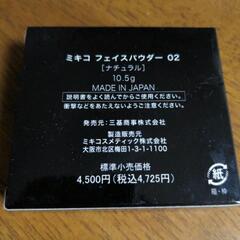 ミキコ フェイスパウダー 02
[ナチュラル]
10.5g
MADE IN JAPAN
説明書をよく読んでからご使用ください。
衝撃などをあたえないようご注意ください。
発売元:三基商事株式会社
製造販売元
ミキコスメティック株式会社
大阪市北区梅田1-3-1-1100
標準小売価格
4,500円(税込4,725円)
紙
箱・枠